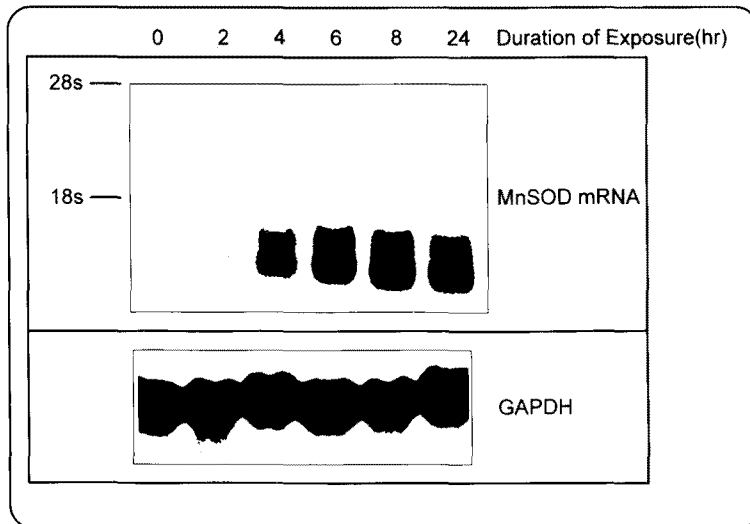 0 2 4 6 8 24 Duration of Exposure(hr)
28s
18s
MnSOD mRNA
GAPDH